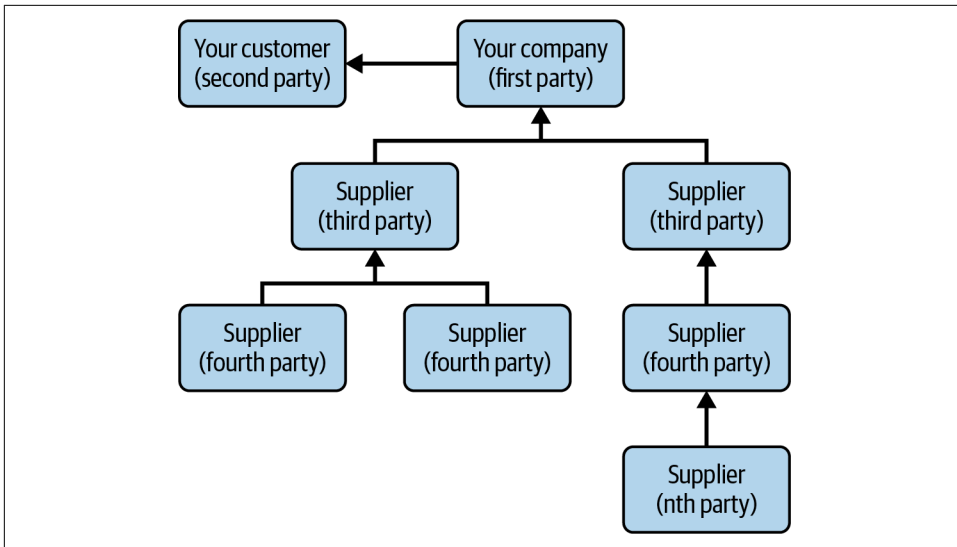 Your customer
(second party)
Your company
(first party)
Supplier
(third party)
Supplier
(third party)
Supplier
(fourth party)
Supplier
(fourth party)
Supplier
(fourth party)
Supplier
(nth party)